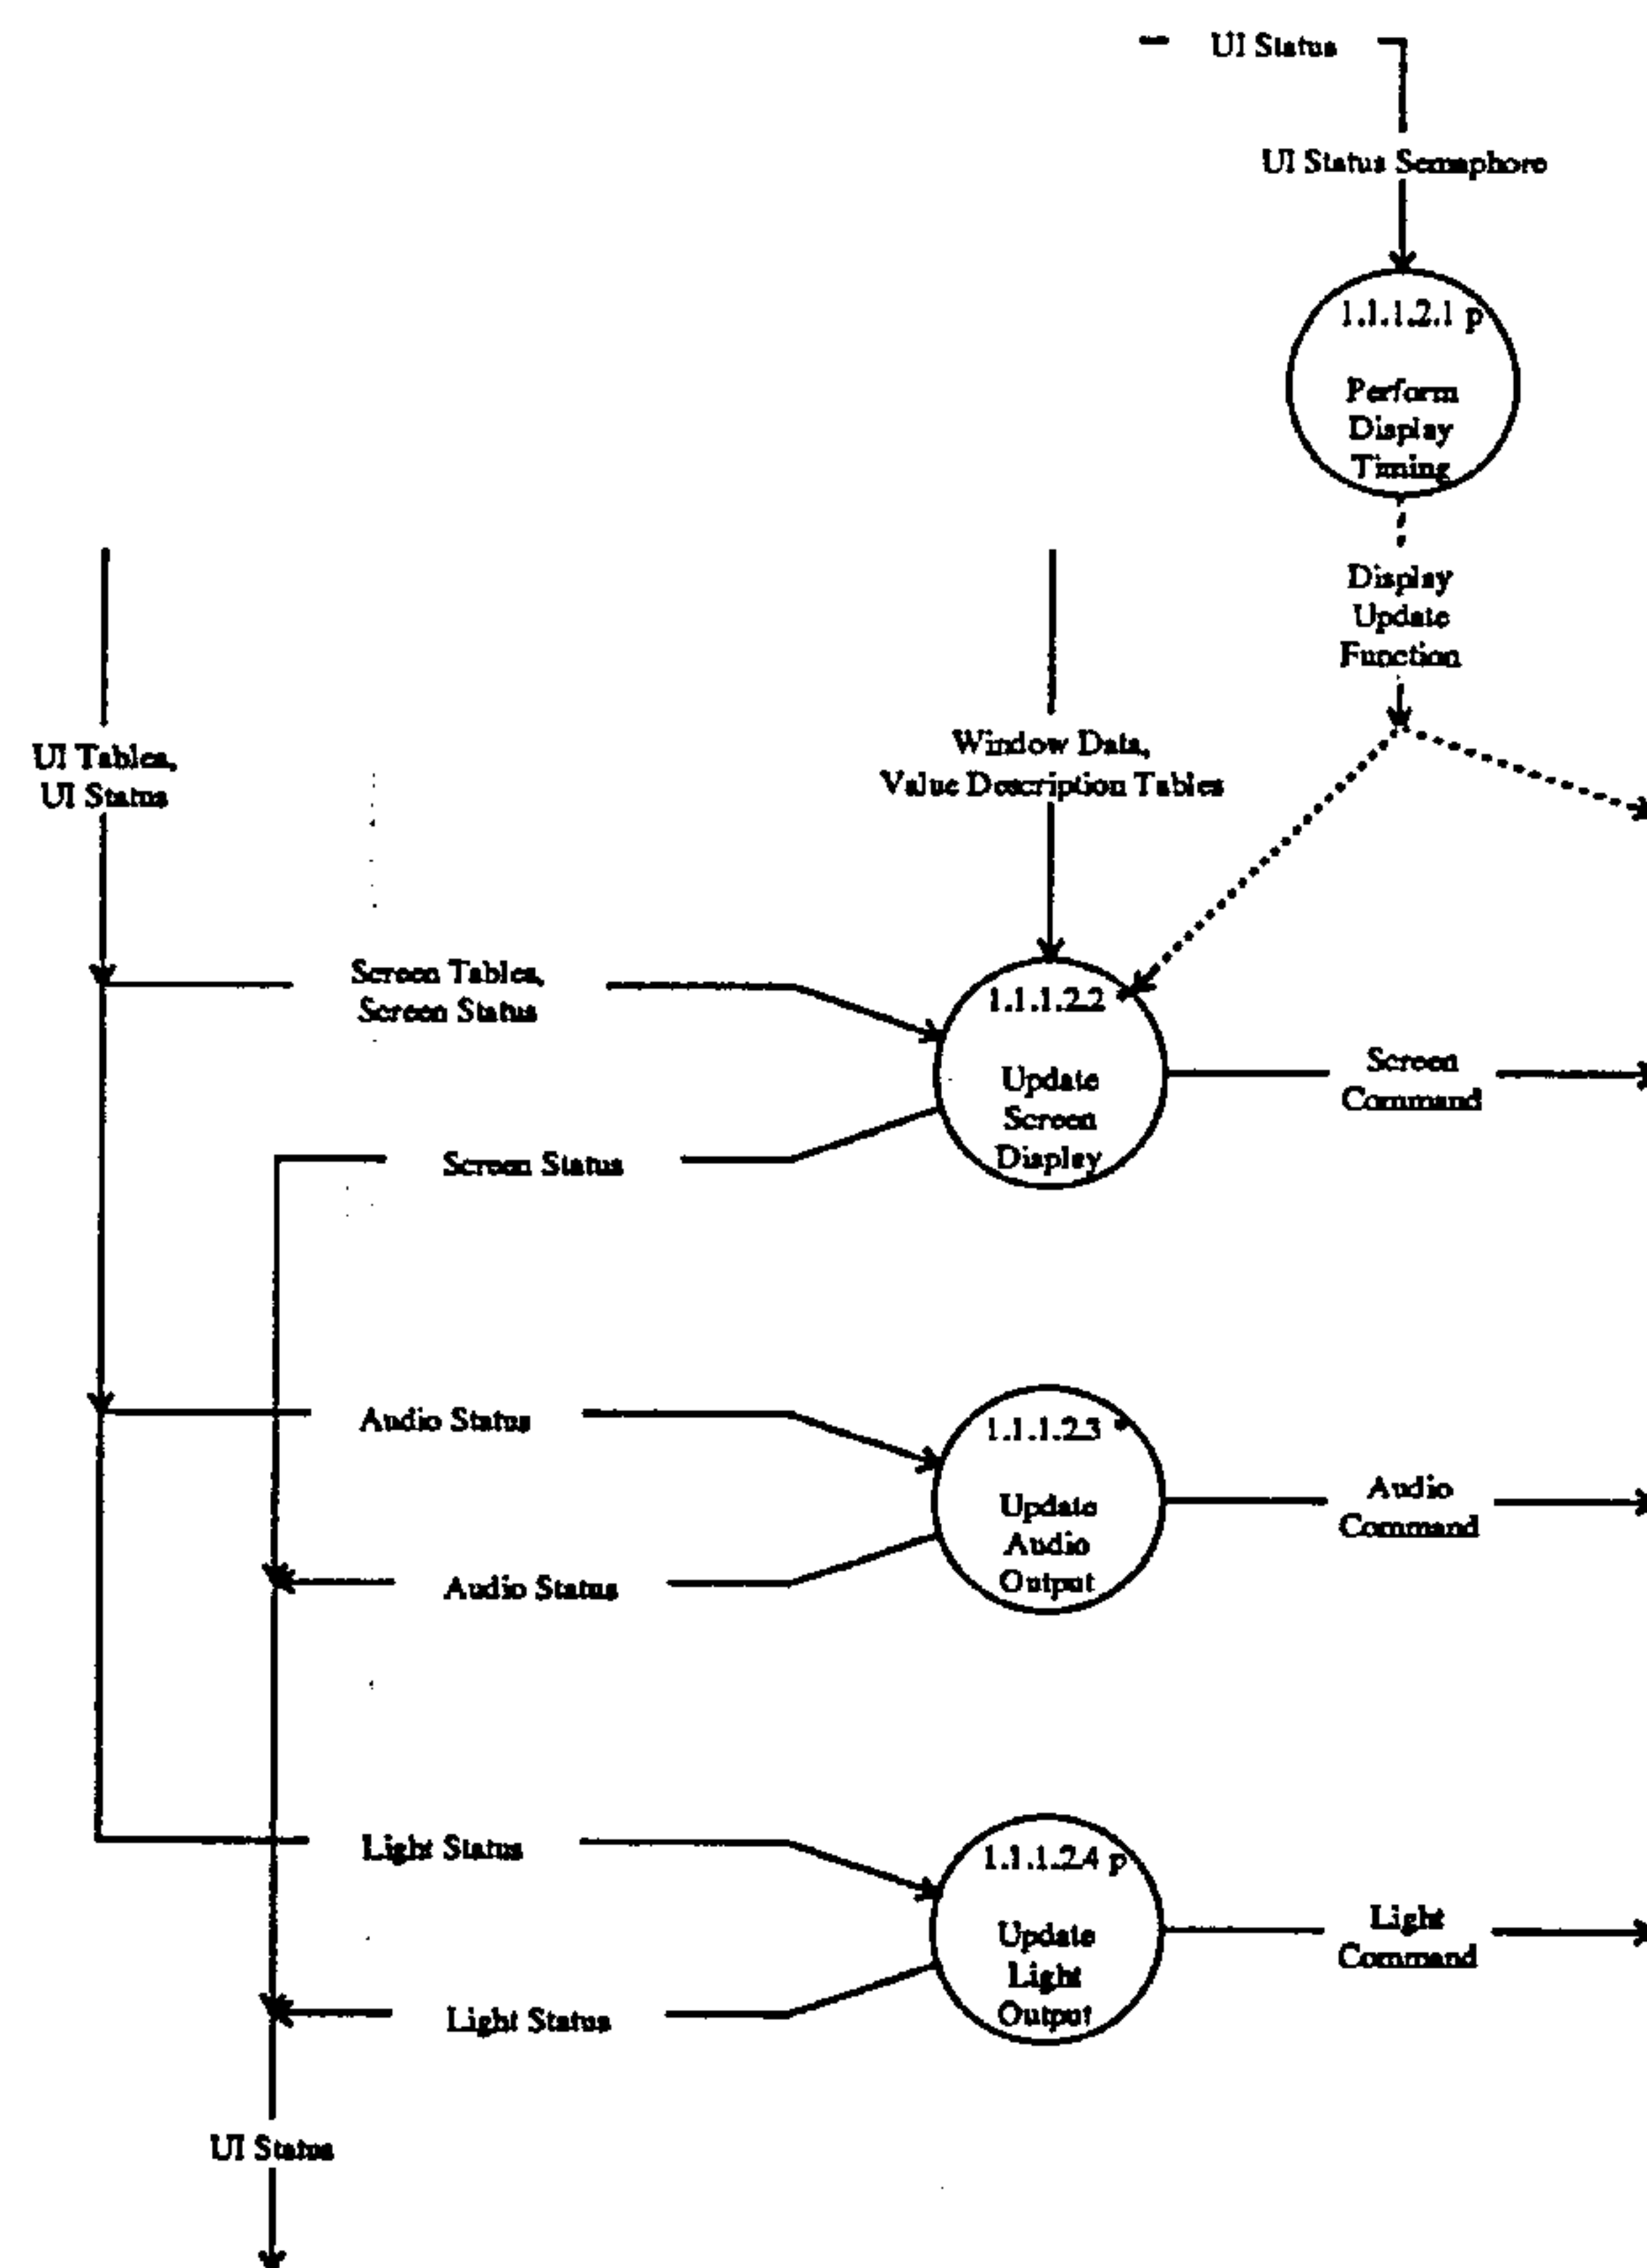 UI Status
UI Status Semaphore
1.1.1.2.1 p
Perform
Display
Timing
Display
Update
Function
UI Tables,
UI Status
Window Data,
Value Description Tables
Screen Tables,
Screen Status
1.1.1.2.2
Update
Screen
Display
Screen
Command
Screen Status
Audio Status
1.1.1.2.3
Update
Audio
Output
Audio
Command
Audio Status
Light Status
1.1.1.2.4 p
Update
Light
Output
Light
Command
Light Status
UI Status